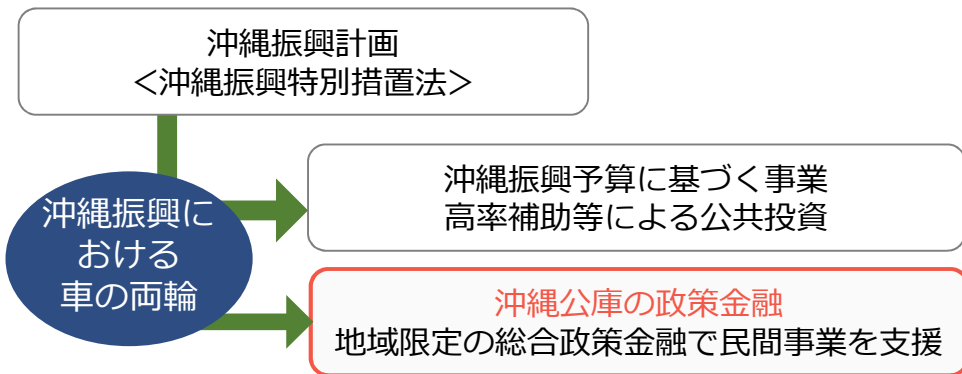 沖縄振興計画
＜沖縄振興特別措置法＞
沖縄振興予算に基づく事業
高率補助等による公共投資
沖縄振興に
おける
車の両輪
沖縄公庫の政策金融
地域限定の総合政策金融で民間事業を支援